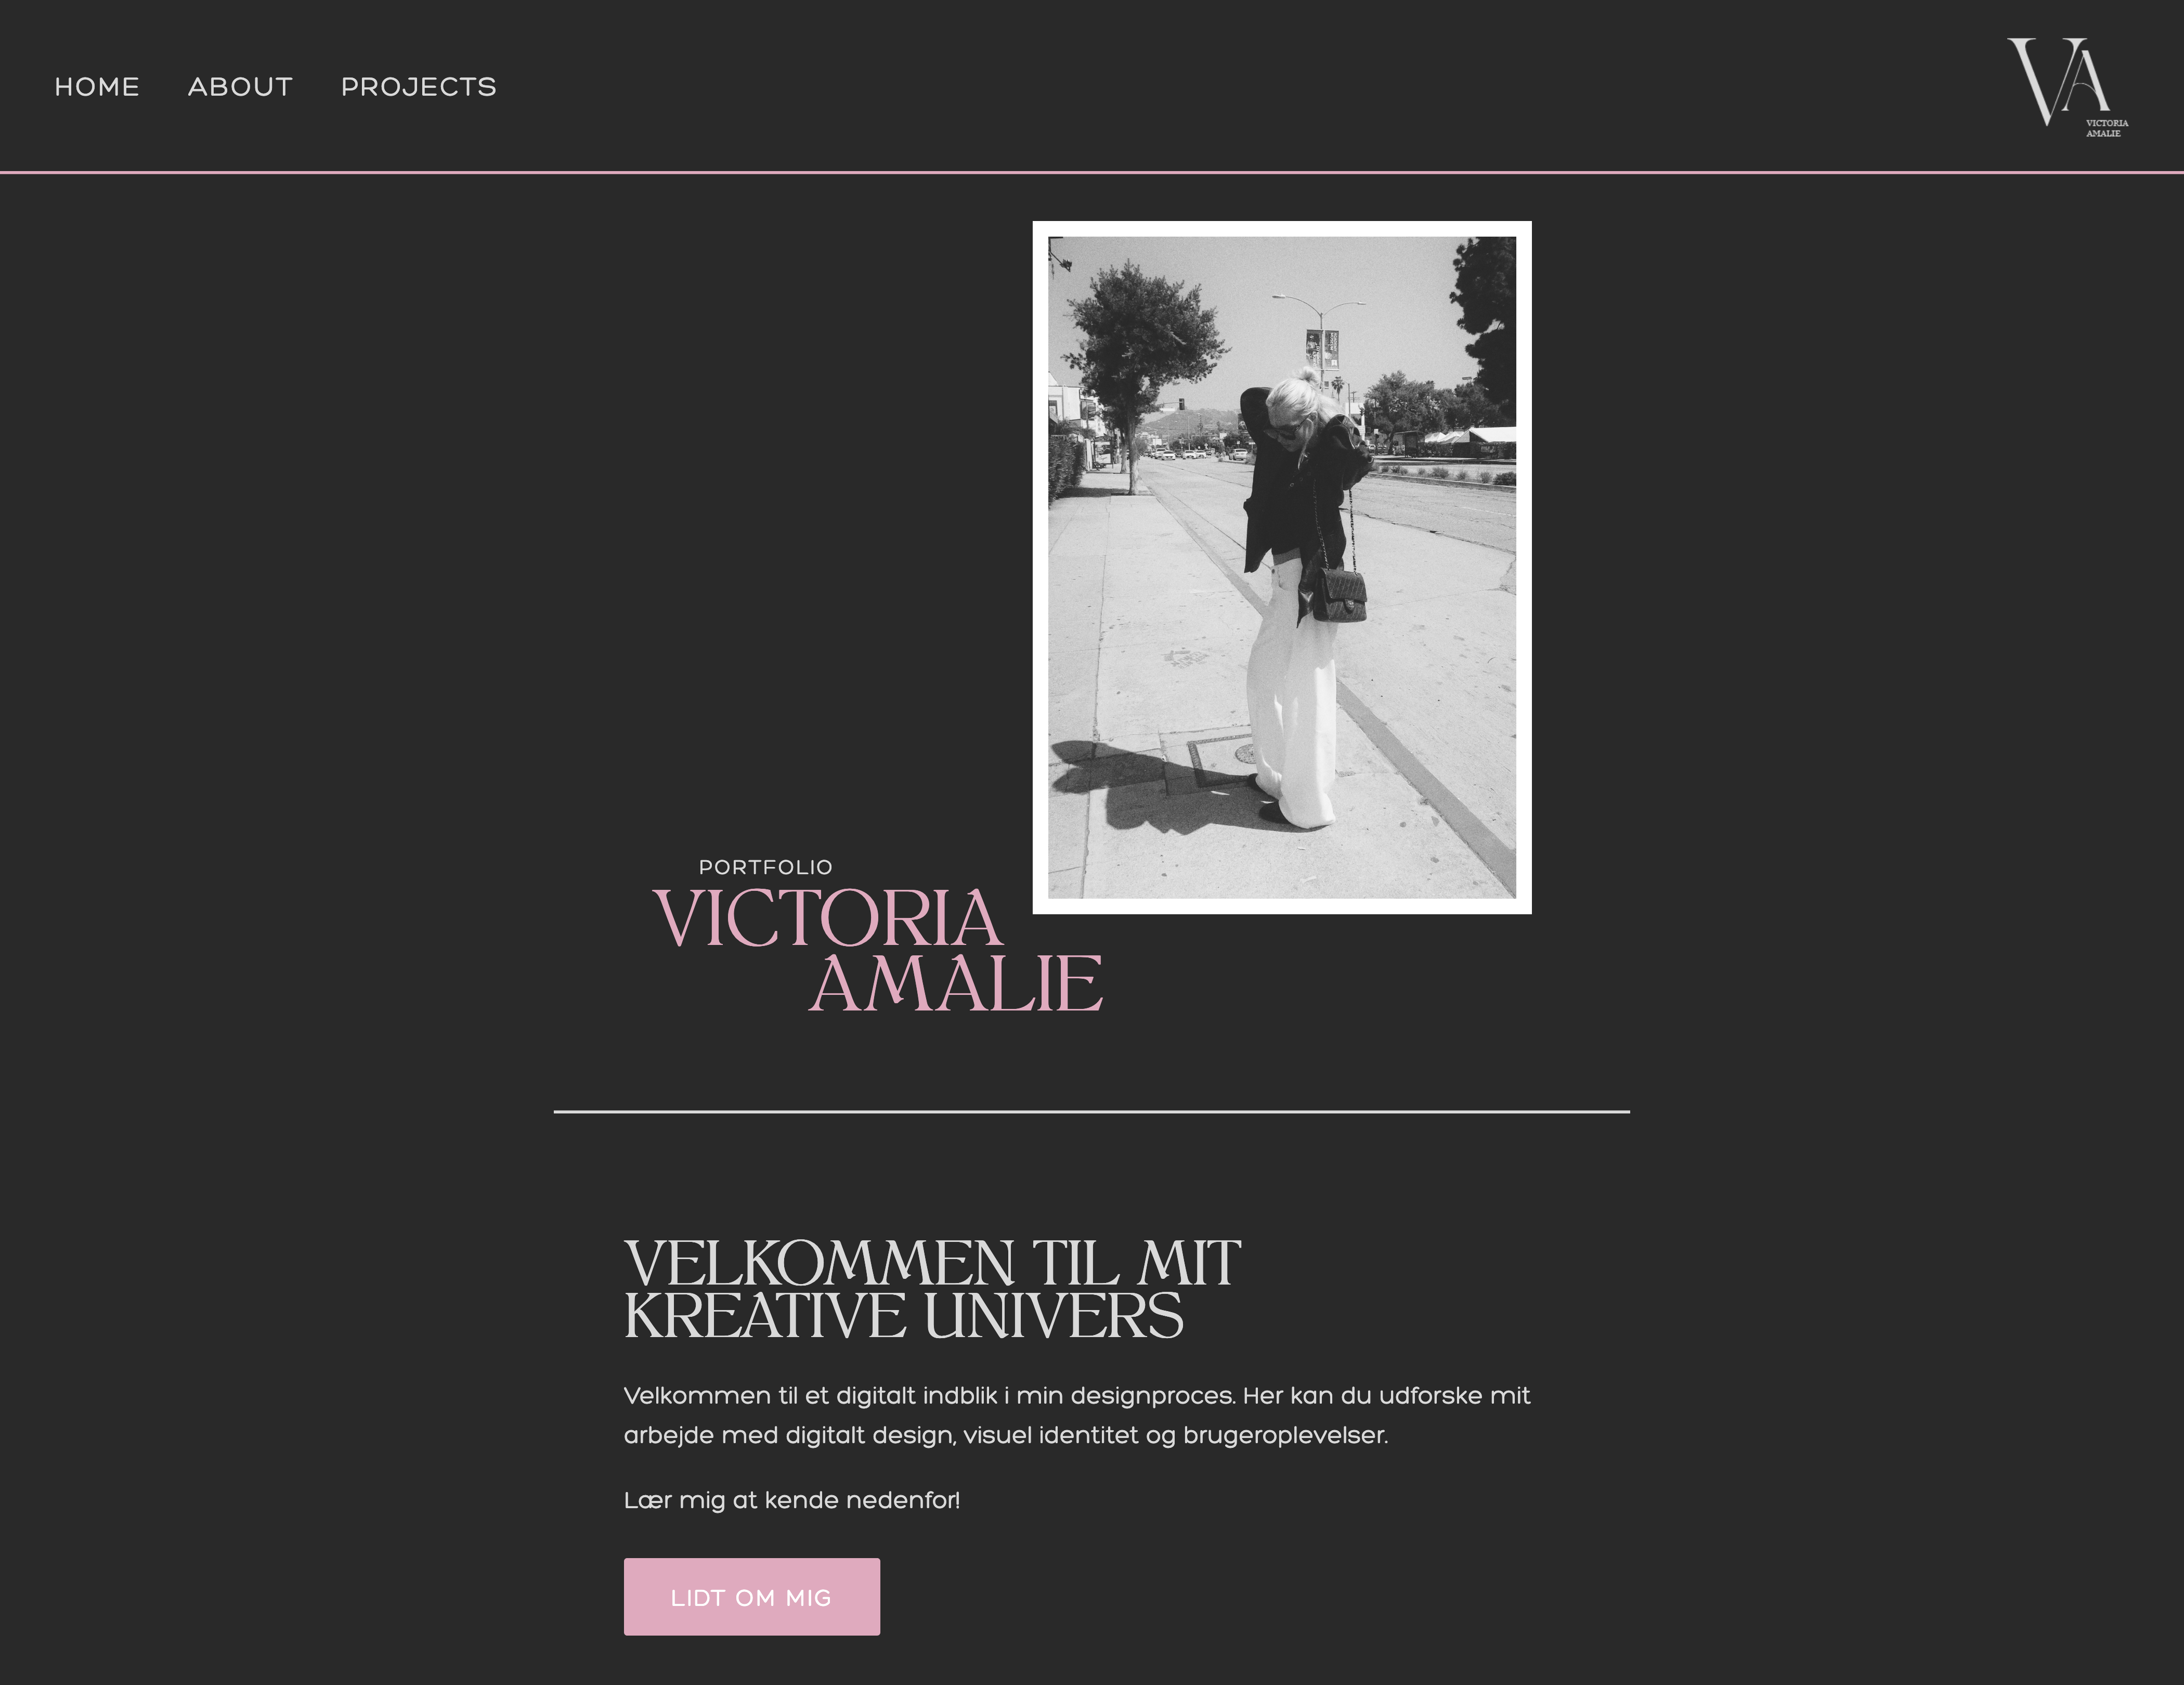 HOME ABOUT PROJECTS
VA
VICTORIA
AMALIE
PORTFOLIO
VICTORIA
AMALIE
VELKOMMEN TIL MIT
KREATIVE UNIVERS
Velkommen til et digitalt indblik i min designproces. Her kan du udforske mit
arbejde med digitalt design, visuel identitet og brugeroplevelser.
Lær mig at kende nedenfor!
LIDT OM MIG